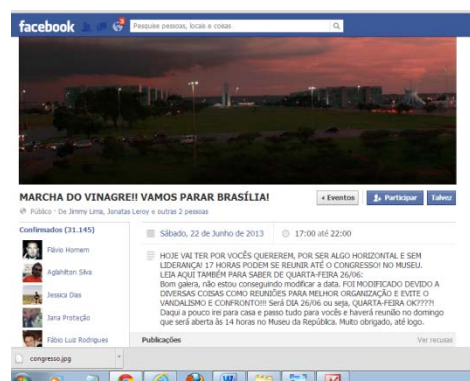 facebook
3
Pesquise pessoas, locais e coisas
MARCHA DO VINAGRE!! VAMOS PARAR BRASÍLIA!
Público · De Jimmy Lima, Jonatas Leroy e outras 2 pessoas
+ Eventos
Participar
Talvez
Confirmados (31.145)
Flávio Homem
Aglahilton Silva
Jessica Dias
Jana Protação
Fábio Luiz Rodrigues
Sábado, 22 de Junho de 2013
17:00 até 22:00
HOJE VAI TER POR VOCÊS QUEREREM, POR SER ALGO HORIZONTAL E SEM
LIDERANÇA! 17 HORAS PODEM SE REUNIR ATÉ O CONGRESSO! NO MUSEU.
LEIA AQUI TAMBÉM PARA SABER DE QUARTA-FEIRA 26/06:
Bom galera, não estou conseguindo modificar a data. FOI MODIFICADO DEVIDO A
DIVERSAS COISAS COMO REUNIÕES PARA MELHOR ORGANIZAÇÃO E EVITE O
VANDALISMO E CONFRONTO!!! Será DIA 26/06 ou seja, QUARTA-FEIRA OK????!
Daqui a pouco irei para casa e passo tudo para vocês e haverá reunião no domingo
que será aberta às 14 horas no Museu da República. Muito obrigado, até logo.
Publicações
Ver recusas
congresso.jpg